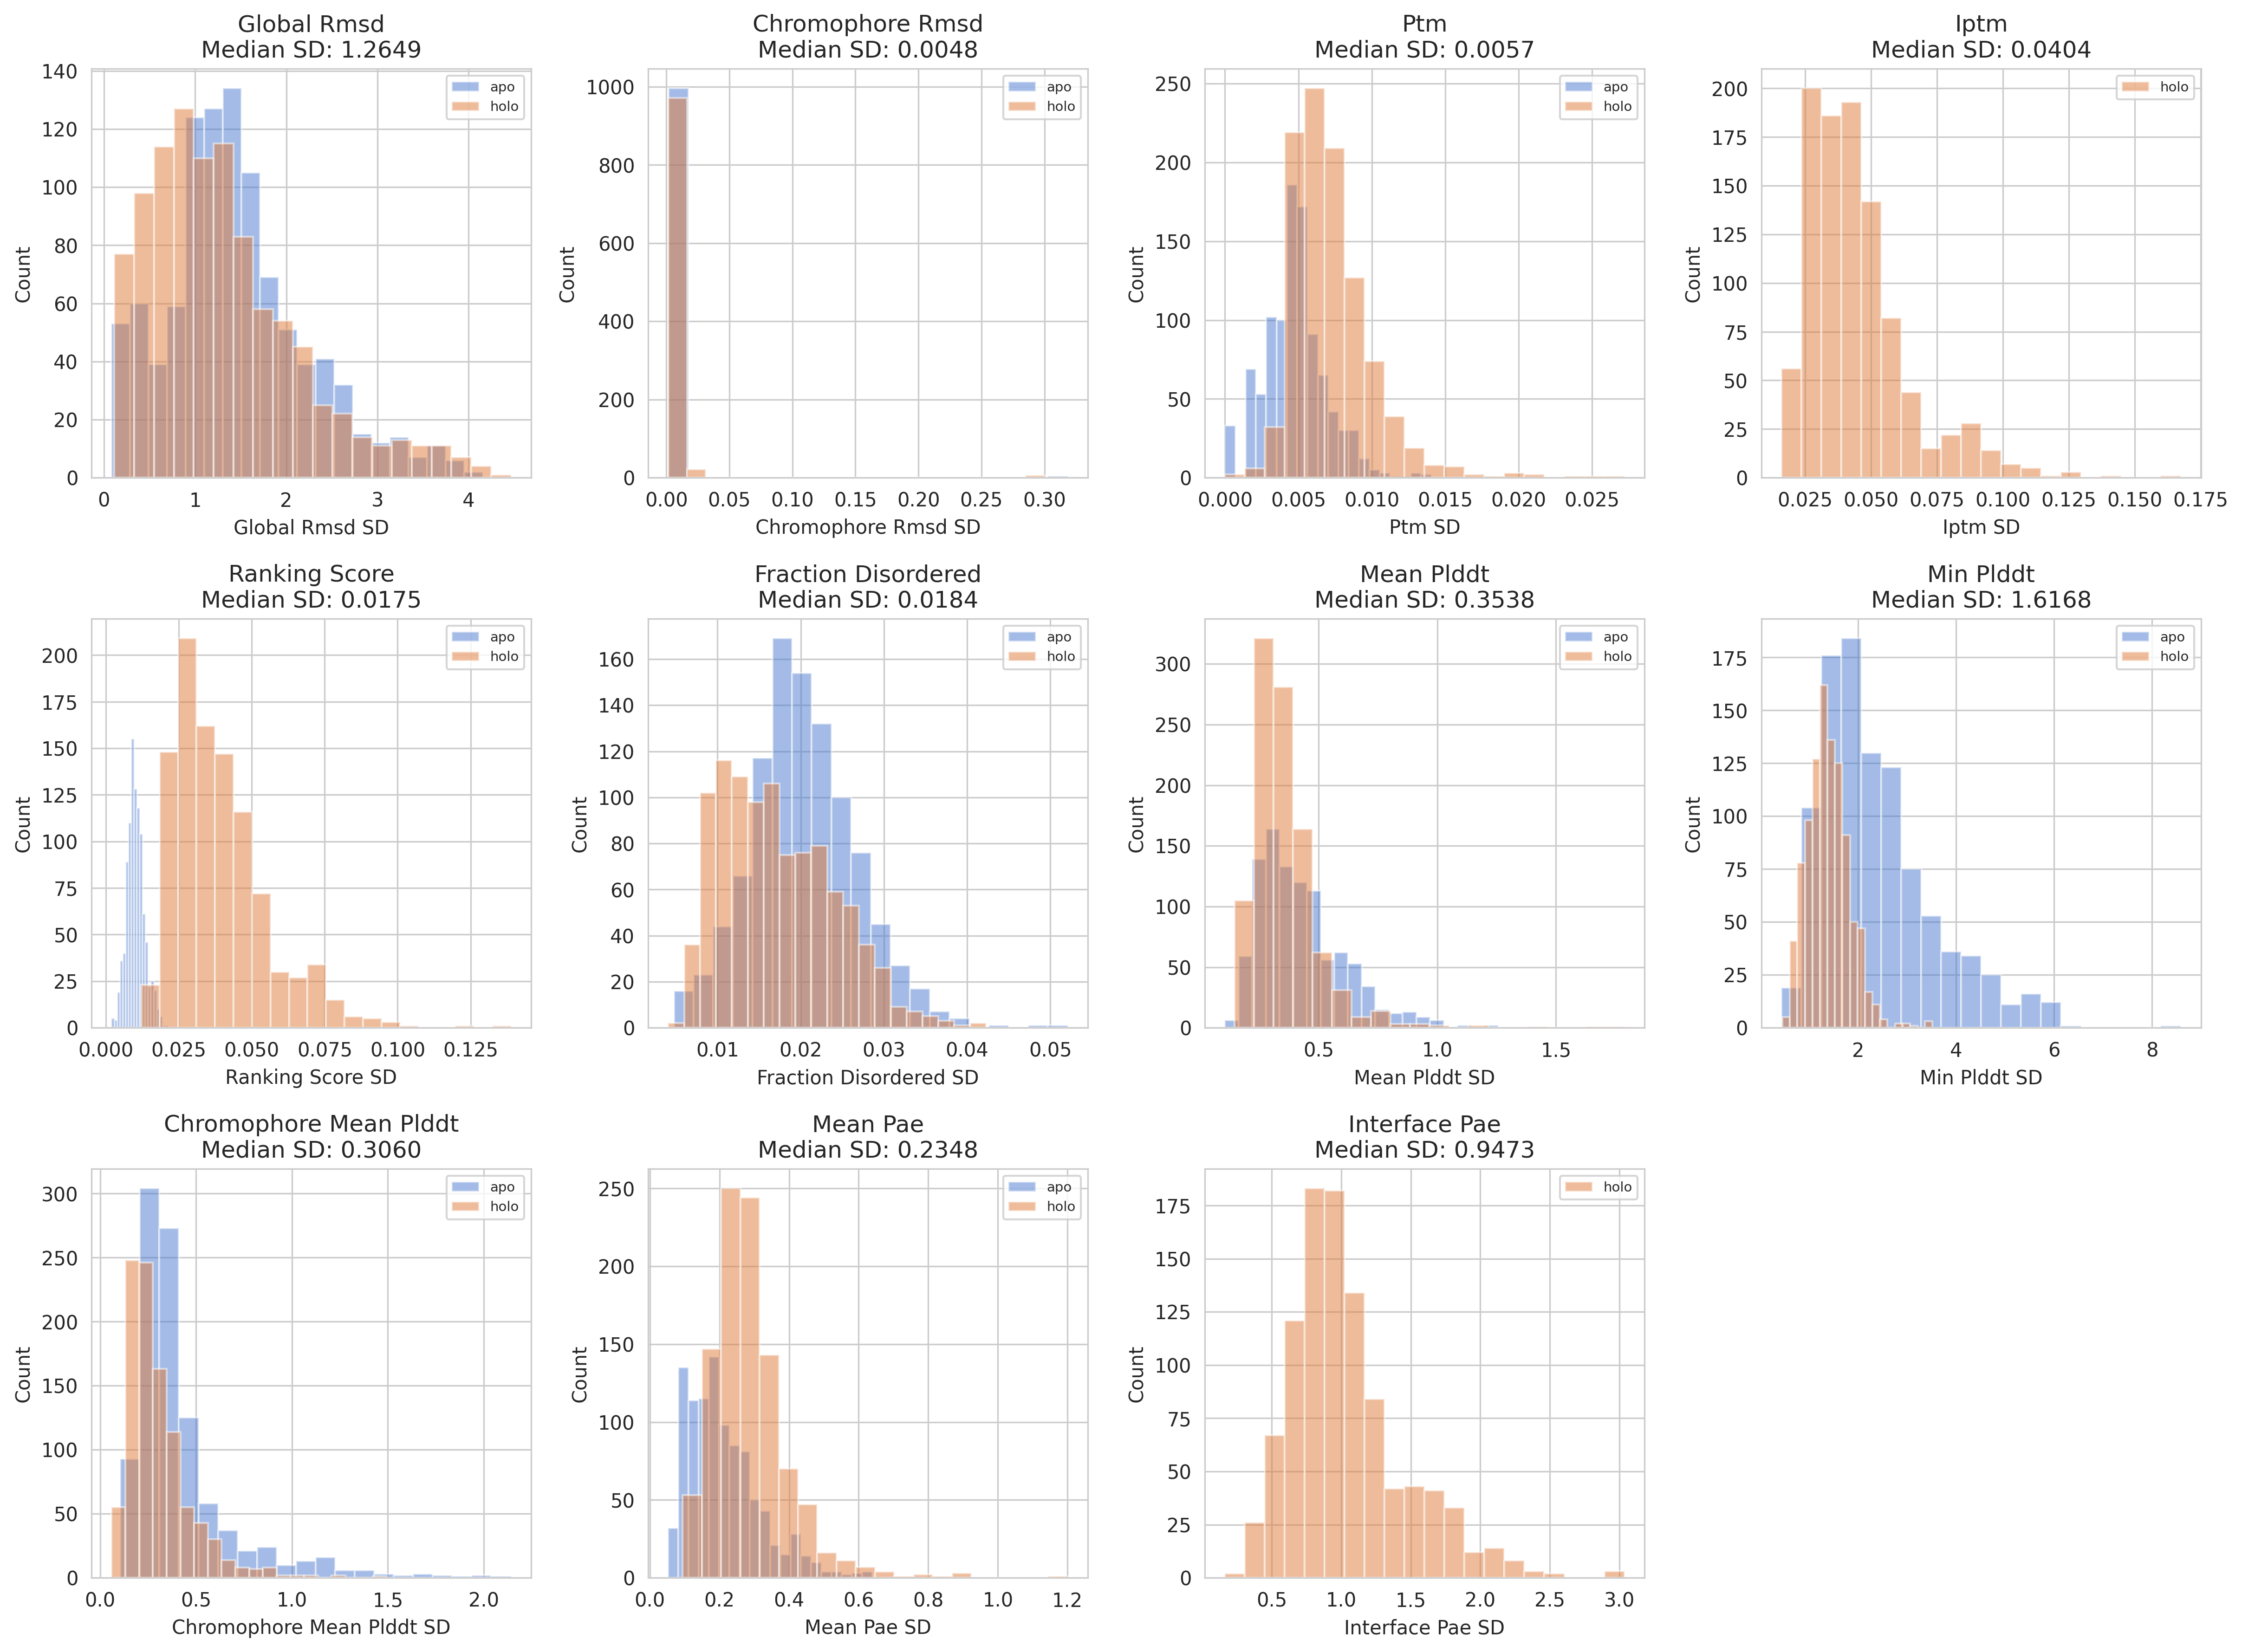 Global Rmsd
Median SD: 1.2649
140
120
100
80
60
40
20
0
Count
apo
holo
0 1 2 3 4
Global Rmsd SD
Chromophore Rmsd
Median SD: 0.0048
1000
800
600
400
200
0
Count
apo
holo
0.00 0.05 0.10 0.15 0.20 0.25 0.30
Chromophore Rmsd SD
Ptm
Median SD: 0.0057
250
200
150
100
50
0
Count
apo
holo
0.000 0.005 0.010 0.015 0.020 0.025
Ptm SD
Iptm
Median SD: 0.0404
200
175
150
125
100
75
50
25
0
Count
holo
0.025 0.050 0.075 0.100 0.125 0.150 0.175
Iptm SD
Ranking Score
Median SD: 0.0175
200
175
150
125
100
75
50
25
0
Count
apo
holo
0.000 0.025 0.050 0.075 0.100 0.125
Ranking Score SD
Fraction Disordered
Median SD: 0.0184
160
140
120
100
80
60
40
20
0
Count
apo
holo
0.01 0.02 0.03 0.04 0.05
Fraction Disordered SD
Mean Plddt
Median SD: 0.3538
300
250
200
150
100
50
0
Count
apo
holo
0.5 1.0 1.5
Mean Plddt SD
Min Plddt
Median SD: 1.6168
175
150
125
100
75
50
25
0
Count
apo
holo
2 4 6 8
Min Plddt SD
Chromophore Mean Plddt
Median SD: 0.3060
300
250
200
150
100
50
0
Count
apo
holo
0.0 0.5 1.0 1.5 2.0
Chromophore Mean Plddt SD
Mean Pae
Median SD: 0.2348
250
200
150
100
50
0
Count
apo
holo
0.0 0.2 0.4 0.6 0.8 1.0 1.2
Mean Pae SD
Interface Pae
Median SD: 0.9473
175
150
125
100
75
50
25
0
Count
holo
0.5 1.0 1.5 2.0 2.5 3.0
Interface Pae SD